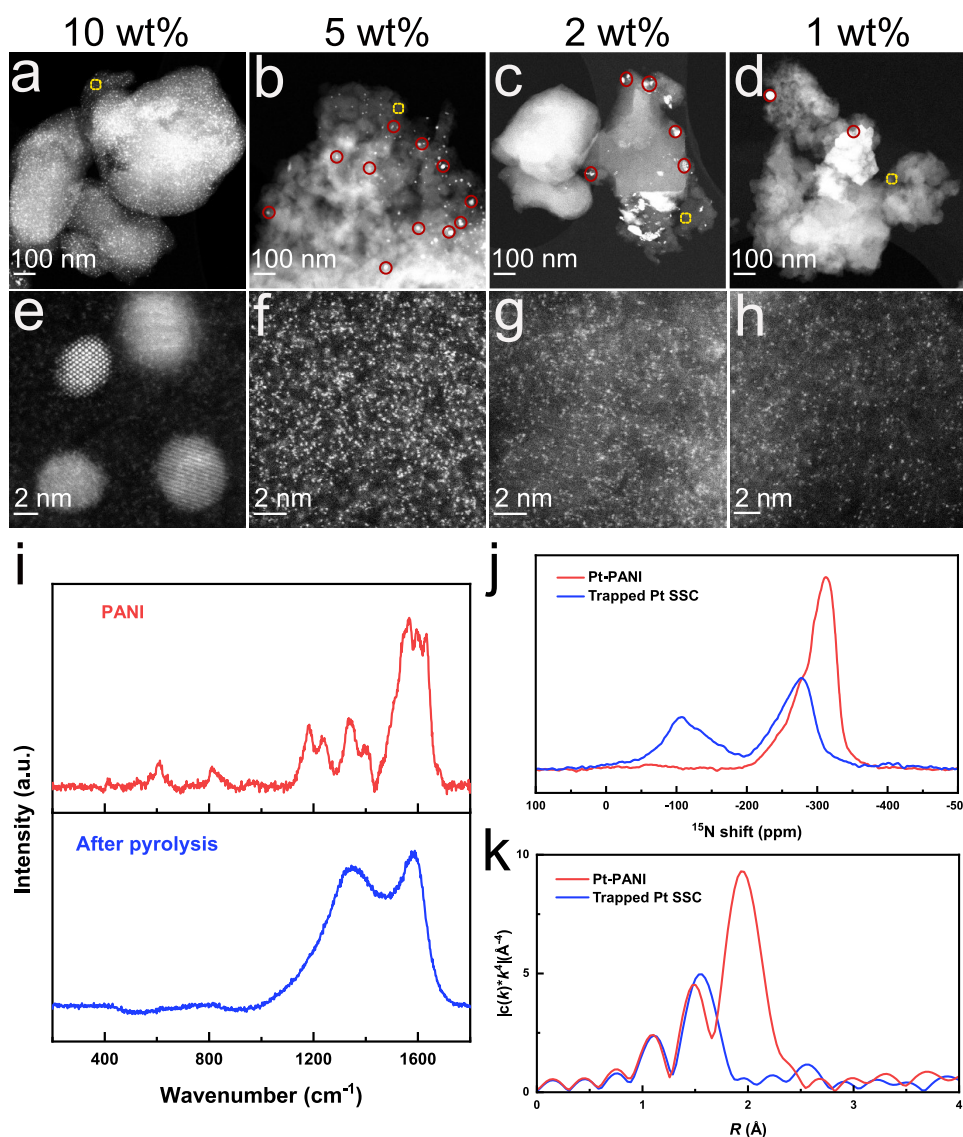 10 wt% 5 wt% 2 wt% 1 wt%
a b c d
100 nm 100 nm 100 nm 100 nm
e f g h
2 nm 2 nm 2 nm 2 nm
i
PANI
After pyrolysis
Intensity (a.u.)
400 800 1200 1600
Wavenumber (cm⁻¹)
j
Pt-PANI
Trapped Pt SSC
100 0 -100 -200 -300 -400 -50
¹⁵N shift (ppm)
k
Pt-PANI
Trapped Pt SSC
|c(k)*k⁴|(Å⁻⁴)
10
5
0
0 1 2 3 4
R (Å)